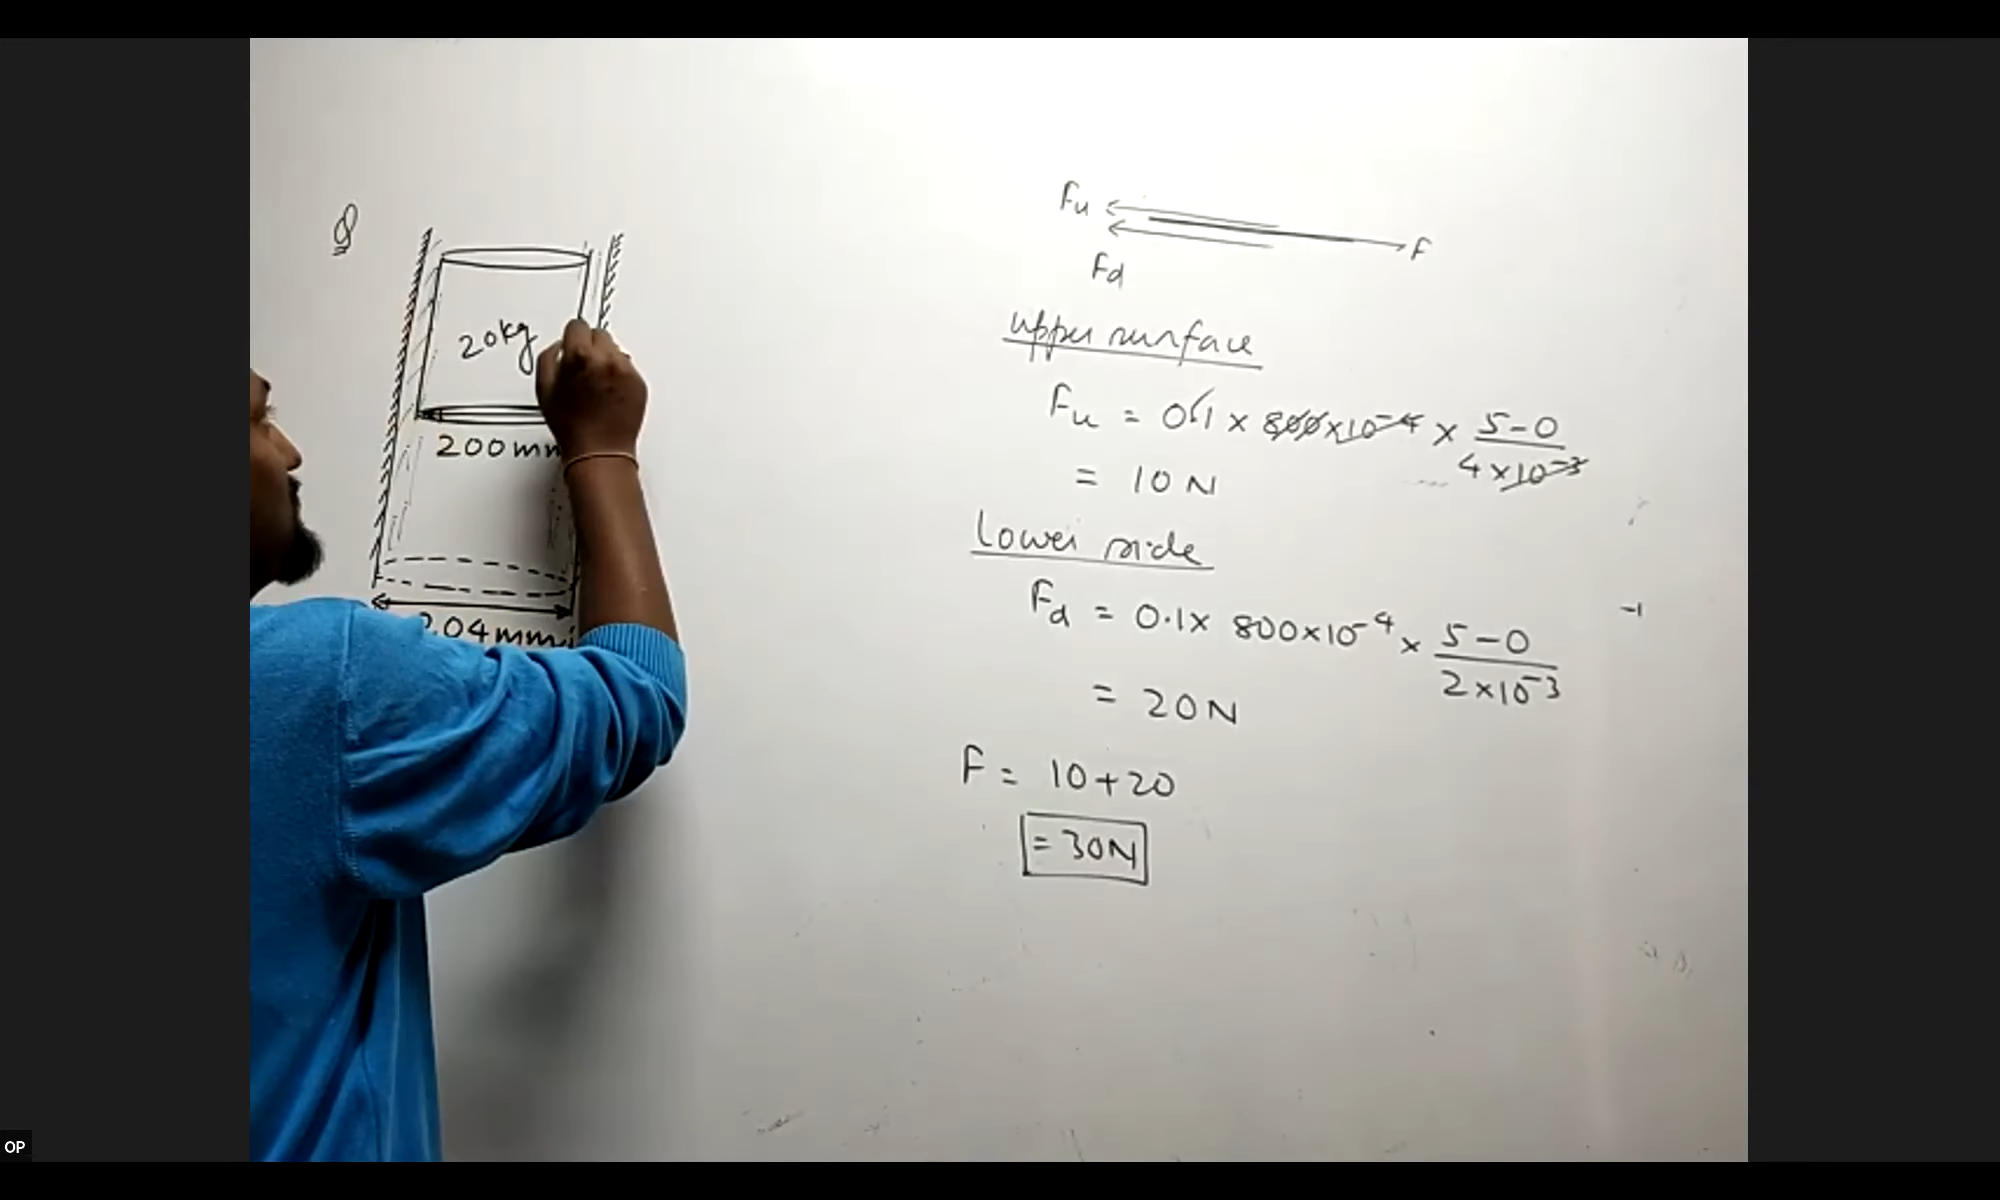 Q
20kg
200mm
.04mm
Fu
F
Fd
upper surface
Fu = 0.1 × 800×10⁻⁴ × (5-0)/(4×10⁻³)
= 10 N
Lower side
Fd = 0.1× 800×10⁻⁴ × (5-0)/(2×10⁻³)
= 20N
F = 10+20
= 30N
-1
OP